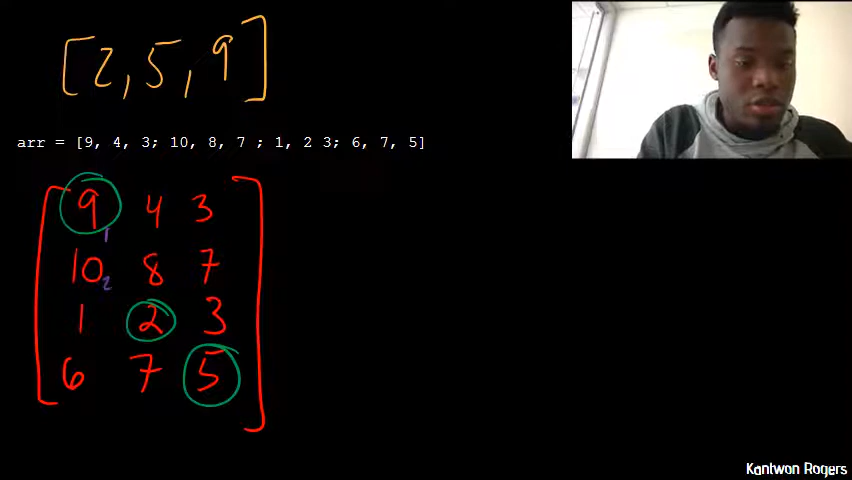 [2, 5, 9]
arr = [9, 4, 3; 10, 8, 7 ; 1, 2 3; 6, 7, 5]
9 4 3
1
10 8 7
2
1 2 3
6 7 5
Kantwon Rogers